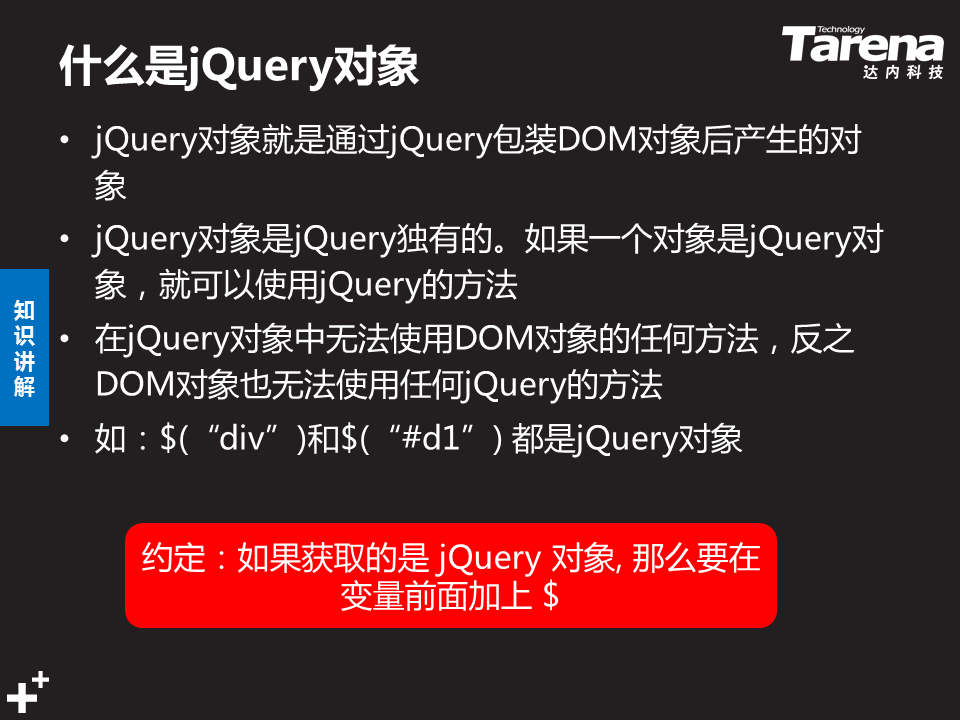 什么是jQuery对象
Technology
Tarena
达内科技
• jQuery对象就是通过jQuery包装DOM对象后产生的对
象
• jQuery对象是jQuery独有的。如果一个对象是jQuery对
象，就可以使用jQuery的方法
• 在jQuery对象中无法使用DOM对象的任何方法，反之
DOM对象也无法使用任何jQuery的方法
• 如：$(“div”)和$(“#d1”) 都是jQuery对象
知
识
讲
解
约定：如果获取的是 jQuery 对象, 那么要在
变量前面加上 $